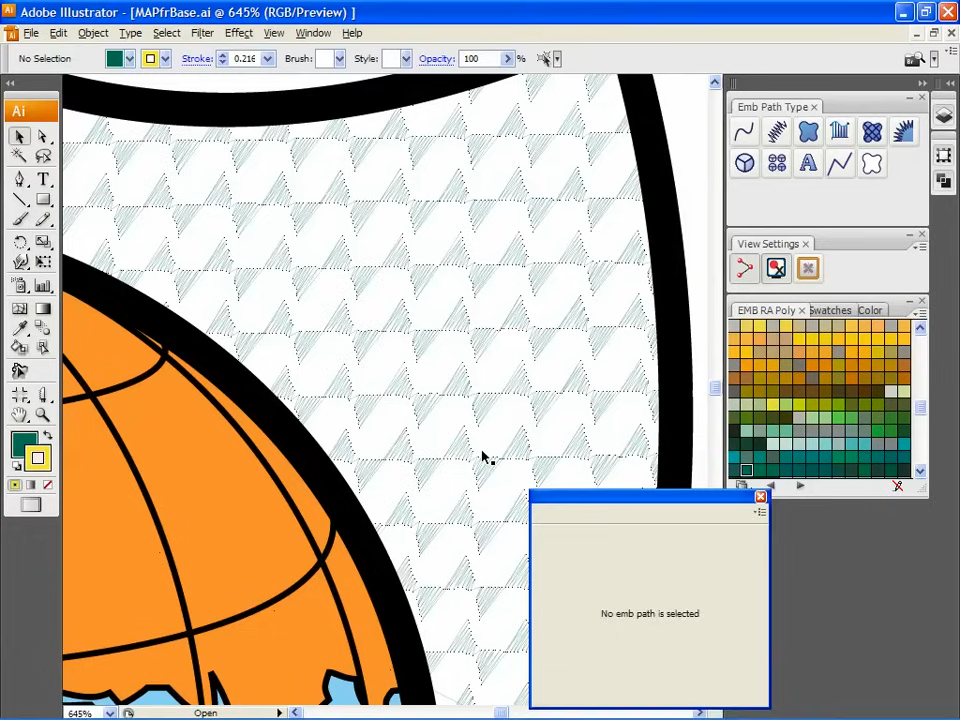 Adobe Illustrator - [MAPfrBase.ai @ 645% (RGB/Preview) ]
File Edit Object Type Select Filter Effect View Window Help
No Selection Stroke: 0.216 Brush: Style: Opacity: 100 %
Ai
Emb Path Type
View Settings
EMB RA Poly Swatches Color
No emb path is selected
645% Open